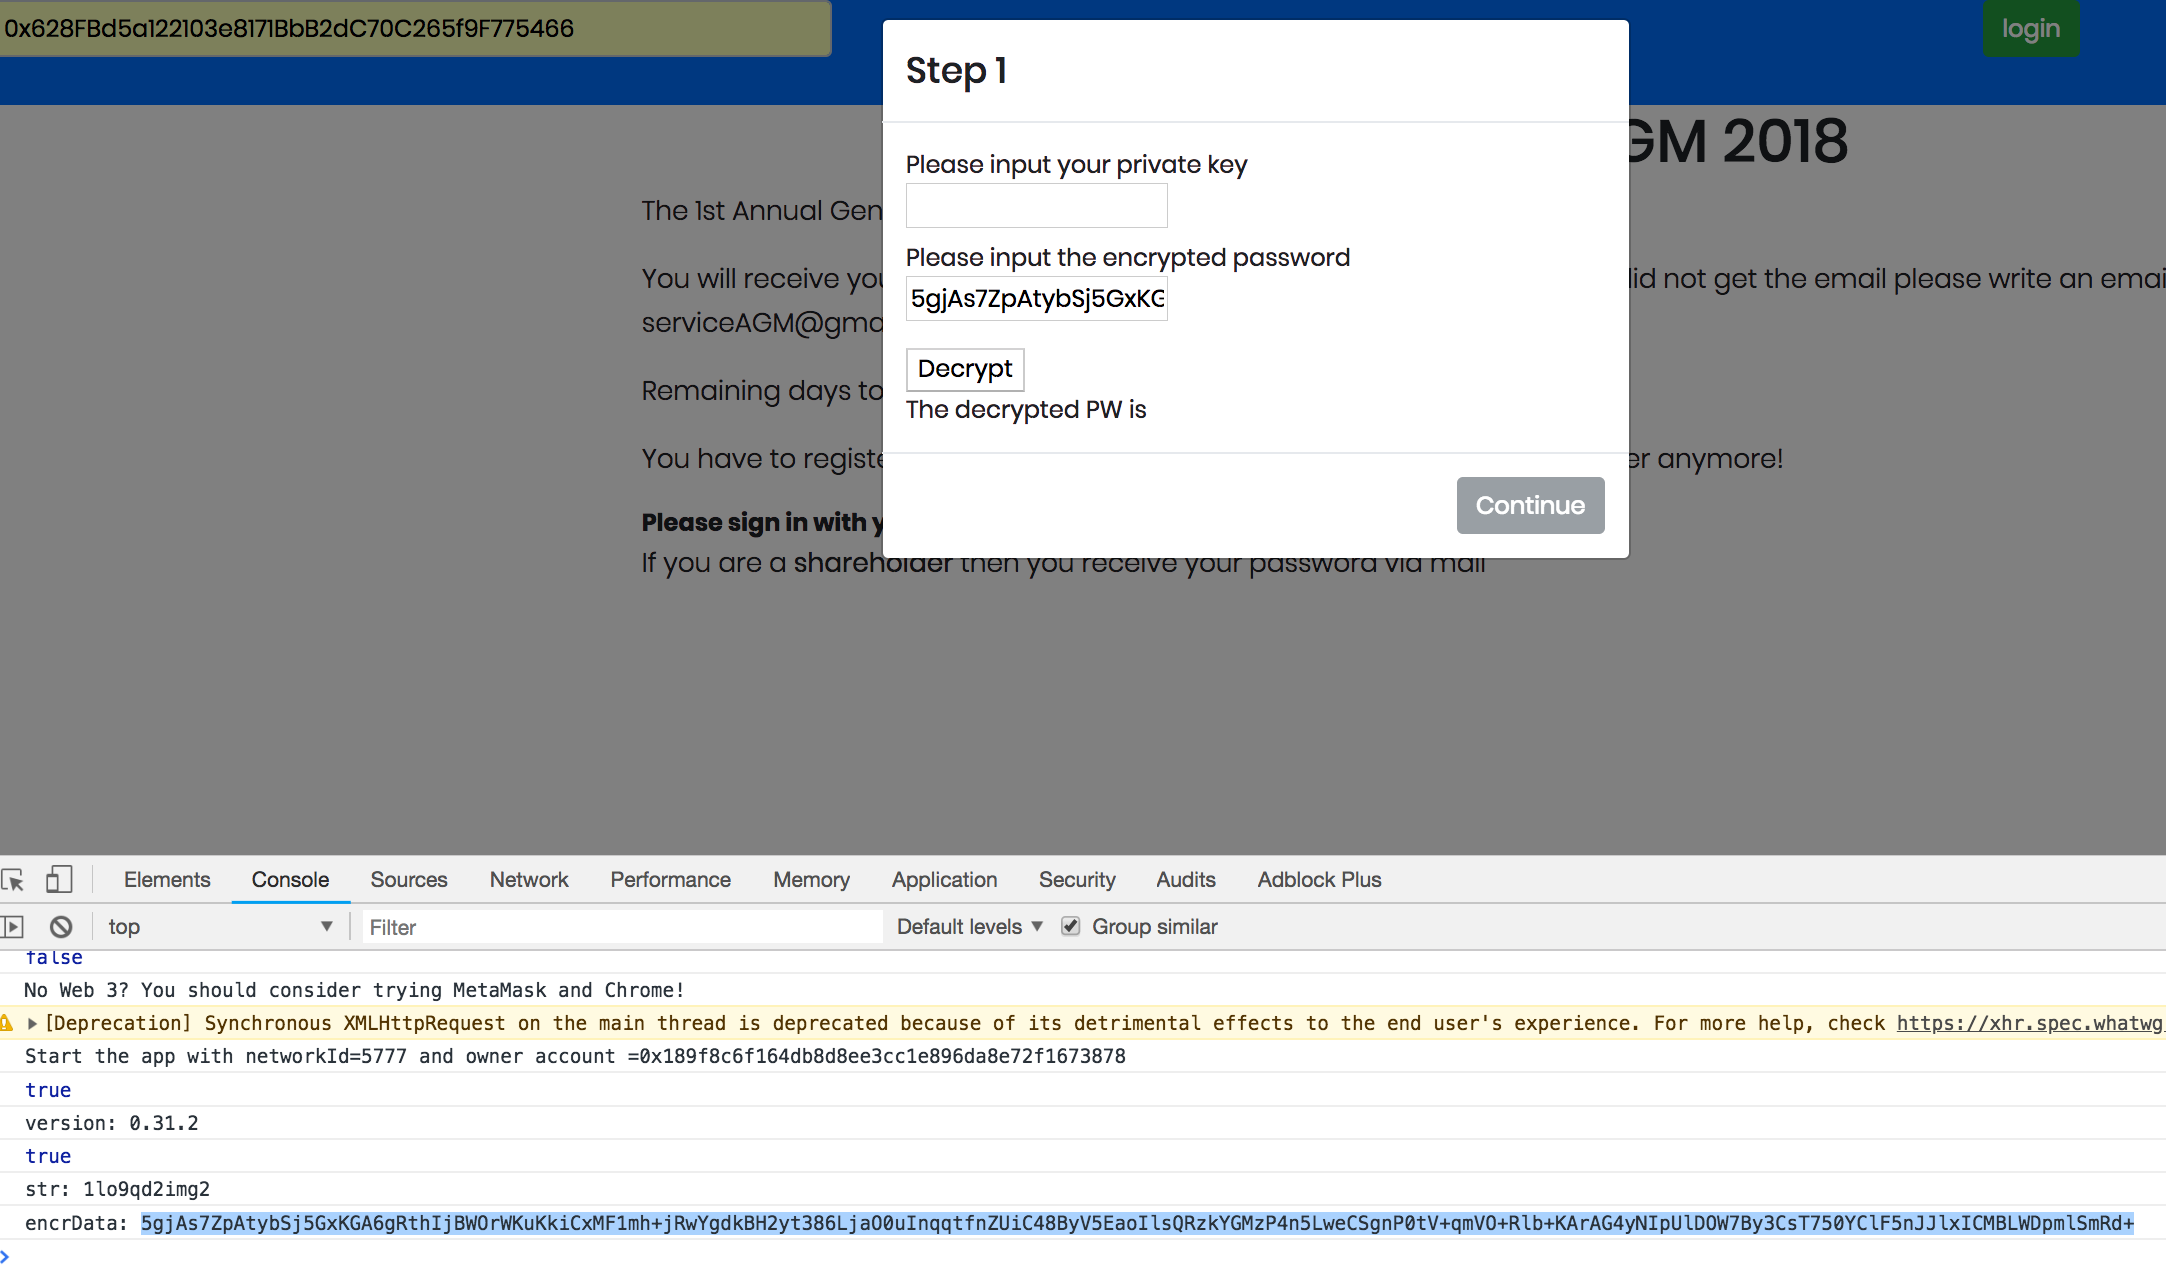 0x628FBd5a122103e8171BbB2dC70C265f9F775466
login
Step 1
GM 2018
Please input your private key
The 1st Annual Gen
Please input the encrypted password
You will receive you
did not get the email please write an emai
5gjAs7ZpAtybSj5GxKG
serviceAGM@gma
Decrypt
Remaining days to
The decrypted PW is
You have to registe
er anymore!
Continue
Please sign in with y
If you are a shareholder then you receive your password via mail
Elements Console Sources Network Performance Memory Application Security Audits Adblock Plus
top Filter Default levels Group similar
false
No Web 3? You should consider trying MetaMask and Chrome!
[Deprecation] Synchronous XMLHttpRequest on the main thread is deprecated because of its detrimental effects to the end user's experience. For more help, check https://xhr.spec.whatwg.
Start the app with networkId=5777 and owner account =0x189f8c6f164db8d8ee3cc1e896da8e72f1673878
true
version: 0.31.2
true
str: 1lo9qd2img2
encrData: 5gjAs7ZpAtybSj5GxKGA6gRthIjBWOrWKuKkiCxMF1mh+jRwYgdkBH2yt386LjaO0uInqqtfnZUiC48ByV5EaoIlsQRzkYGMzP4n5LweCSgnP0tV+qmVO+Rlb+KArAG4yNIpUlDOW7By3CsT750YClF5nJJlxICMBLWDpmlSmRd+